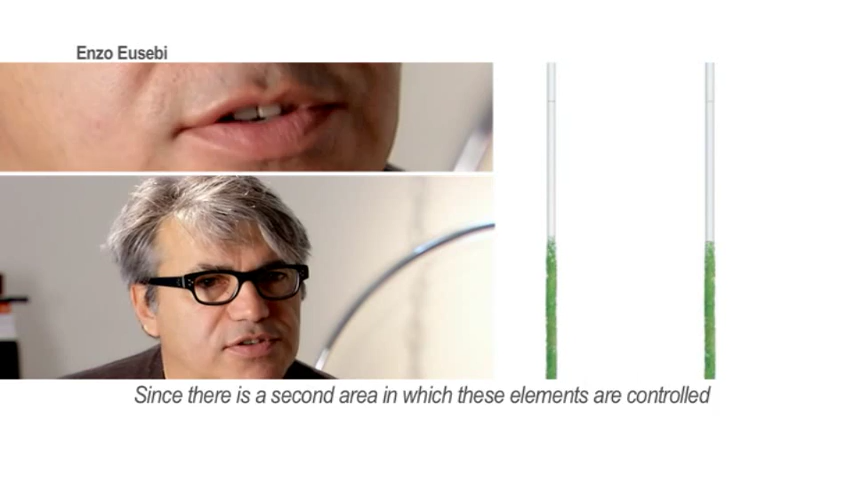 Enzo Eusebi
Since there is a second area in which these elements are controlled